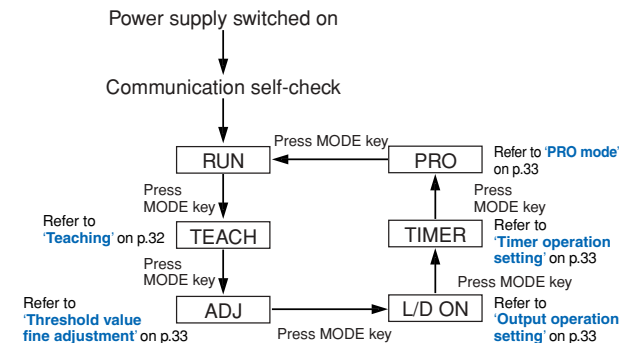 Power supply switched on
Communication self-check
RUN
Press MODE key
PRO
Refer to 'PRO mode'
on p.33
Press
MODE key
Press
MODE key
Refer to
'Teaching' on p.32
TEACH
TIMER
Refer to
'Timer operation
setting' on p.33
Press
MODE key
Press MODE key
Refer to
'Threshold value
fine adjustment' on p.33
ADJ
Press MODE key
L/D ON
Refer to
'Output operation
setting' on p.33